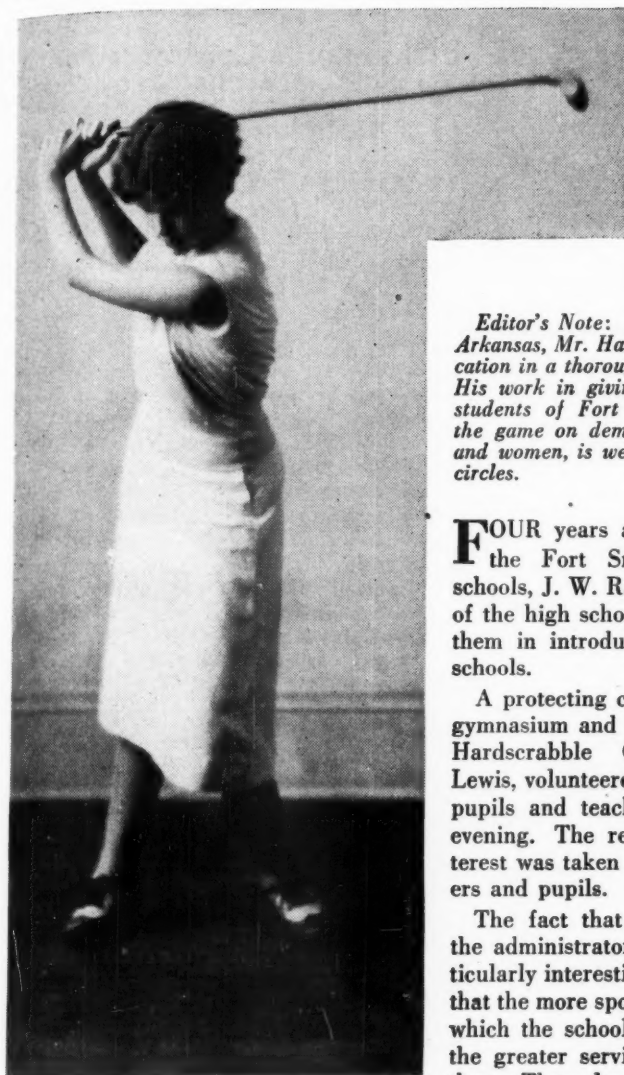 Editor's Note:
Arkansas, Mr. Ha
cation in a thorou
His work in givin
students of Fort
the game on dem
and women, is we
circles.
FOUR years a
the Fort Sm
schools, J. W. R
of the high scho
them in introdu
schools.
A protecting c
gymnasium and
Hardscrabble
Lewis, volunteere
pupils and teach
evening. The re
terest was taken
ers and pupils.
The fact that
the administrator
ticularly interesti
that the more spo
which the school
the greater servi